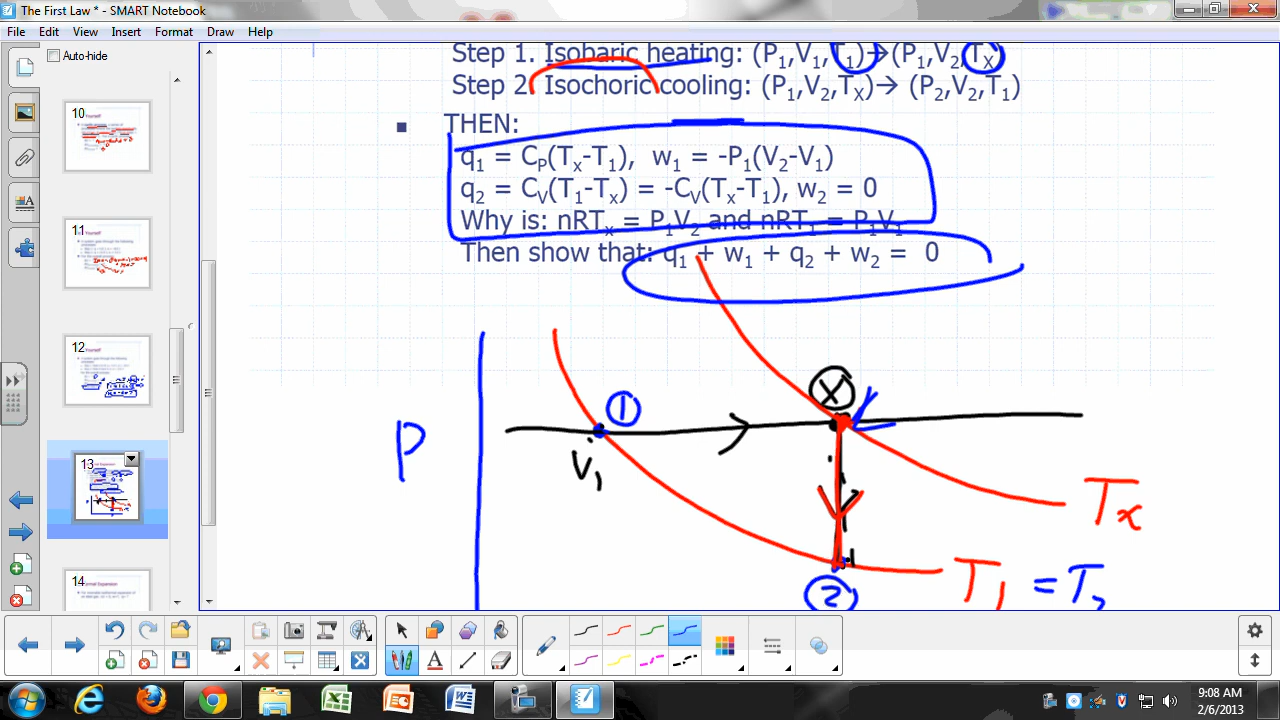 The First Law * - SMART Notebook
File Edit View Insert Format Draw Help
Auto-hide
10
11
12
13
14
Step 1. Isobaric heating: (P₁,V₁,T₁)→(P₁,V₂,Tₓ)
Step 2. Isochoric cooling: (P₁,V₂,Tₓ)→ (P₂,V₂,T₁)
▪ THEN:
q₁ = C_P(Tₓ-T₁), w₁ = -P₁(V₂-V₁)
q₂ = C_V(T₁-Tₓ) = -C_V(Tₓ-T₁), w₂ = 0
Why is: nRTₓ = P₁V₂ and nRT₁ = P₁V₁
Then show that: q₁ + w₁ + q₂ + w₂ = 0
X
1
P
V₁
Tₓ
2
T₁ = T₂
9:08 AM
2/6/2013